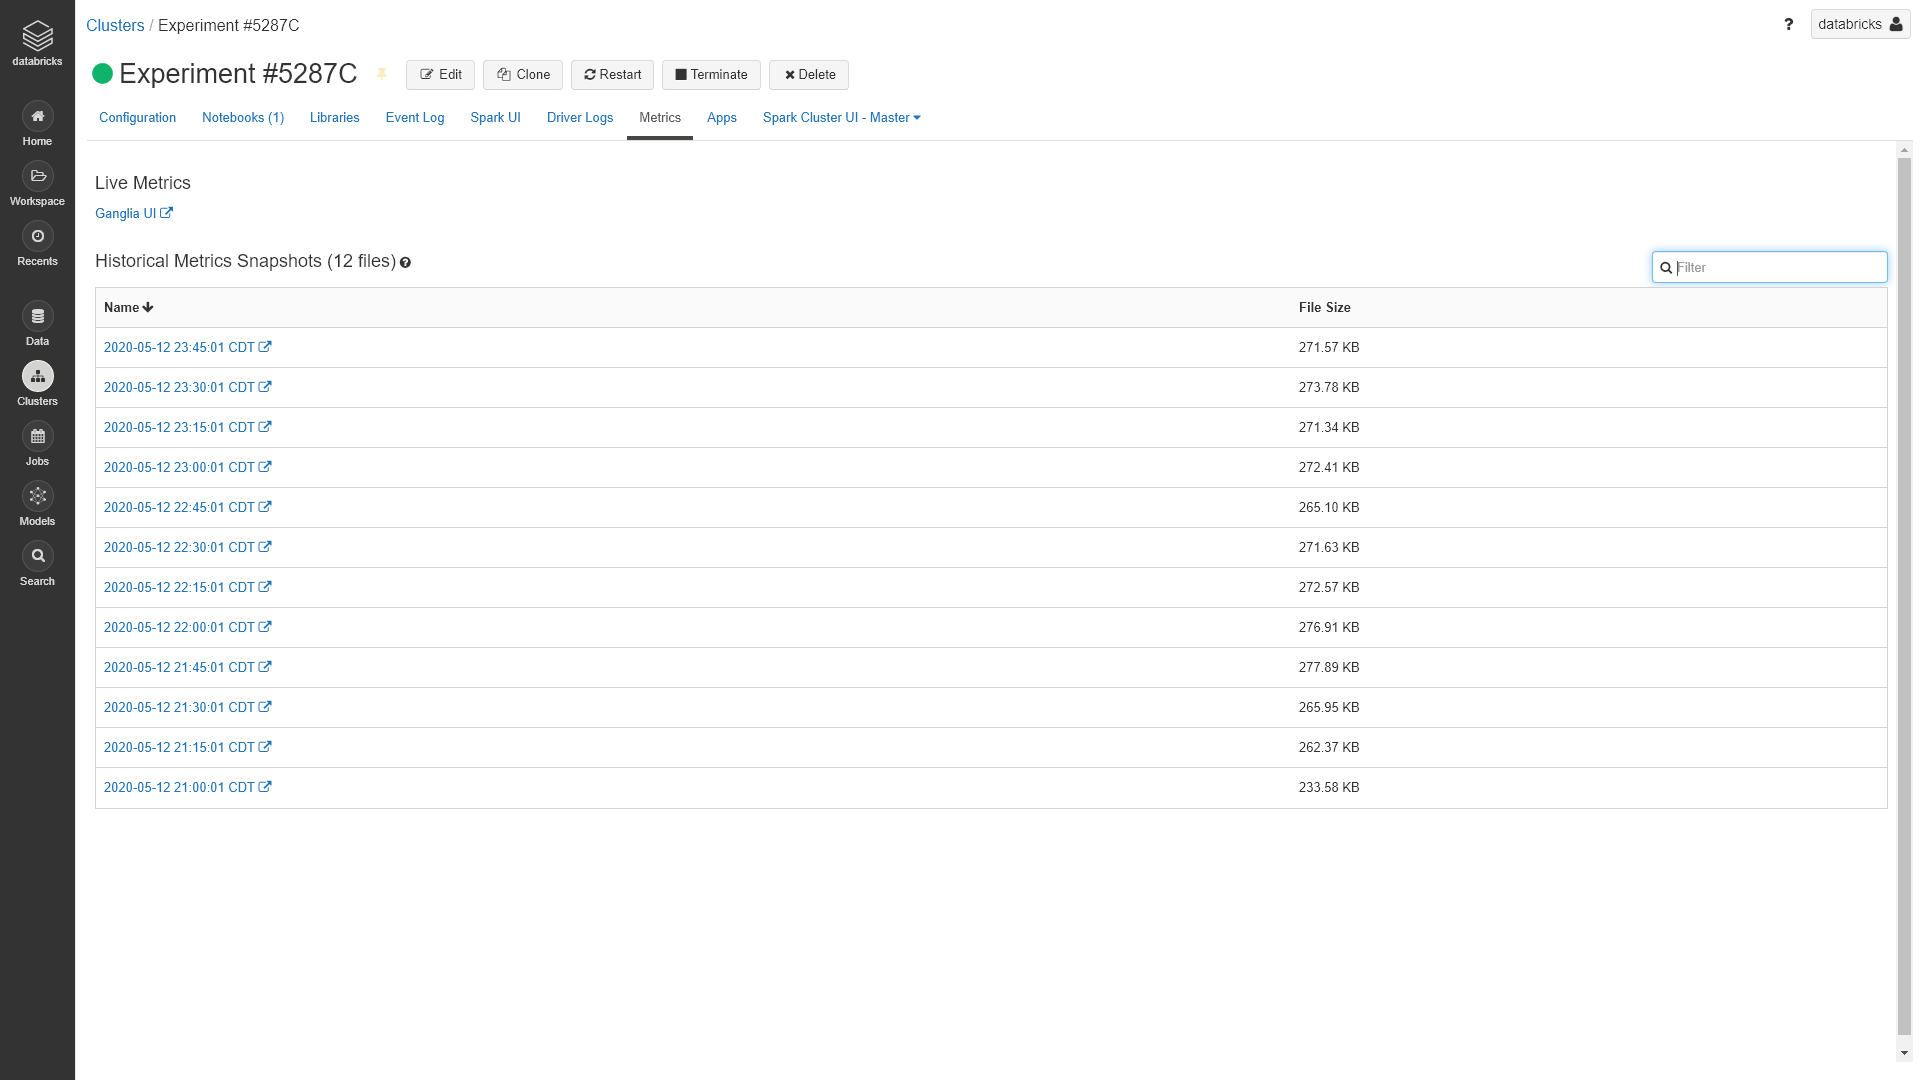 databricks
Home
Workspace
Recents
Data
Clusters
Jobs
Models
Search
Clusters / Experiment #5287C
? databricks
Experiment #5287C Edit Clone Restart Terminate Delete
Configuration Notebooks (1) Libraries Event Log Spark UI Driver Logs Metrics Apps Spark Cluster UI - Master
Live Metrics
Ganglia UI
Historical Metrics Snapshots (12 files) ?
Filter
Name File Size
2020-05-12 23:45:01 CDT 271.57 KB
2020-05-12 23:30:01 CDT 273.78 KB
2020-05-12 23:15:01 CDT 271.34 KB
2020-05-12 23:00:01 CDT 272.41 KB
2020-05-12 22:45:01 CDT 265.10 KB
2020-05-12 22:30:01 CDT 271.63 KB
2020-05-12 22:15:01 CDT 272.57 KB
2020-05-12 22:00:01 CDT 276.91 KB
2020-05-12 21:45:01 CDT 277.89 KB
2020-05-12 21:30:01 CDT 265.95 KB
2020-05-12 21:15:01 CDT 262.37 KB
2020-05-12 21:00:01 CDT 233.58 KB